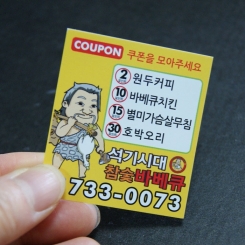 COUPON 쿠폰을 모아주세요
2 원두커피
10 바베큐치킨
15 별미가슴살무침
30 호박오리
석기시대
참숯바베큐
733-0073